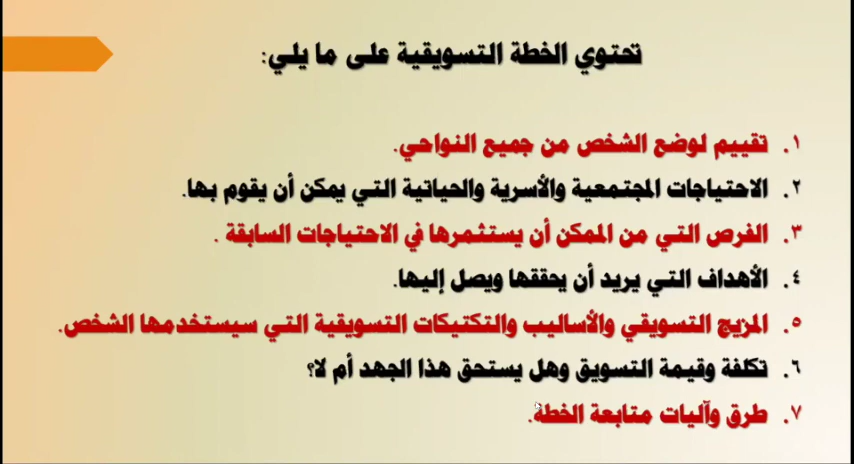 تحتوي الخطة التسويقية على ما يلي:
١. تقييم لوضع الشخص من جميع النواحي.
٢. الاحتياجات المجتمعية والأسرية والحياتية التي يمكن أن يقوم بها.
٣. الفرص التي من الممكن أن يستثمرها في الاحتياجات السابقة .
٤. الأهداف التي يريد أن يحققها ويصل إليها.
٥. المزيج التسويقي والأساليب والتكتيكات التسويقية التي سيستخدمها الشخص.
٦. تكلفة وقيمة التسويق وهل يستحق هذا الجهد أم لا؟
٧. طرق وآليات متابعة الخطة.